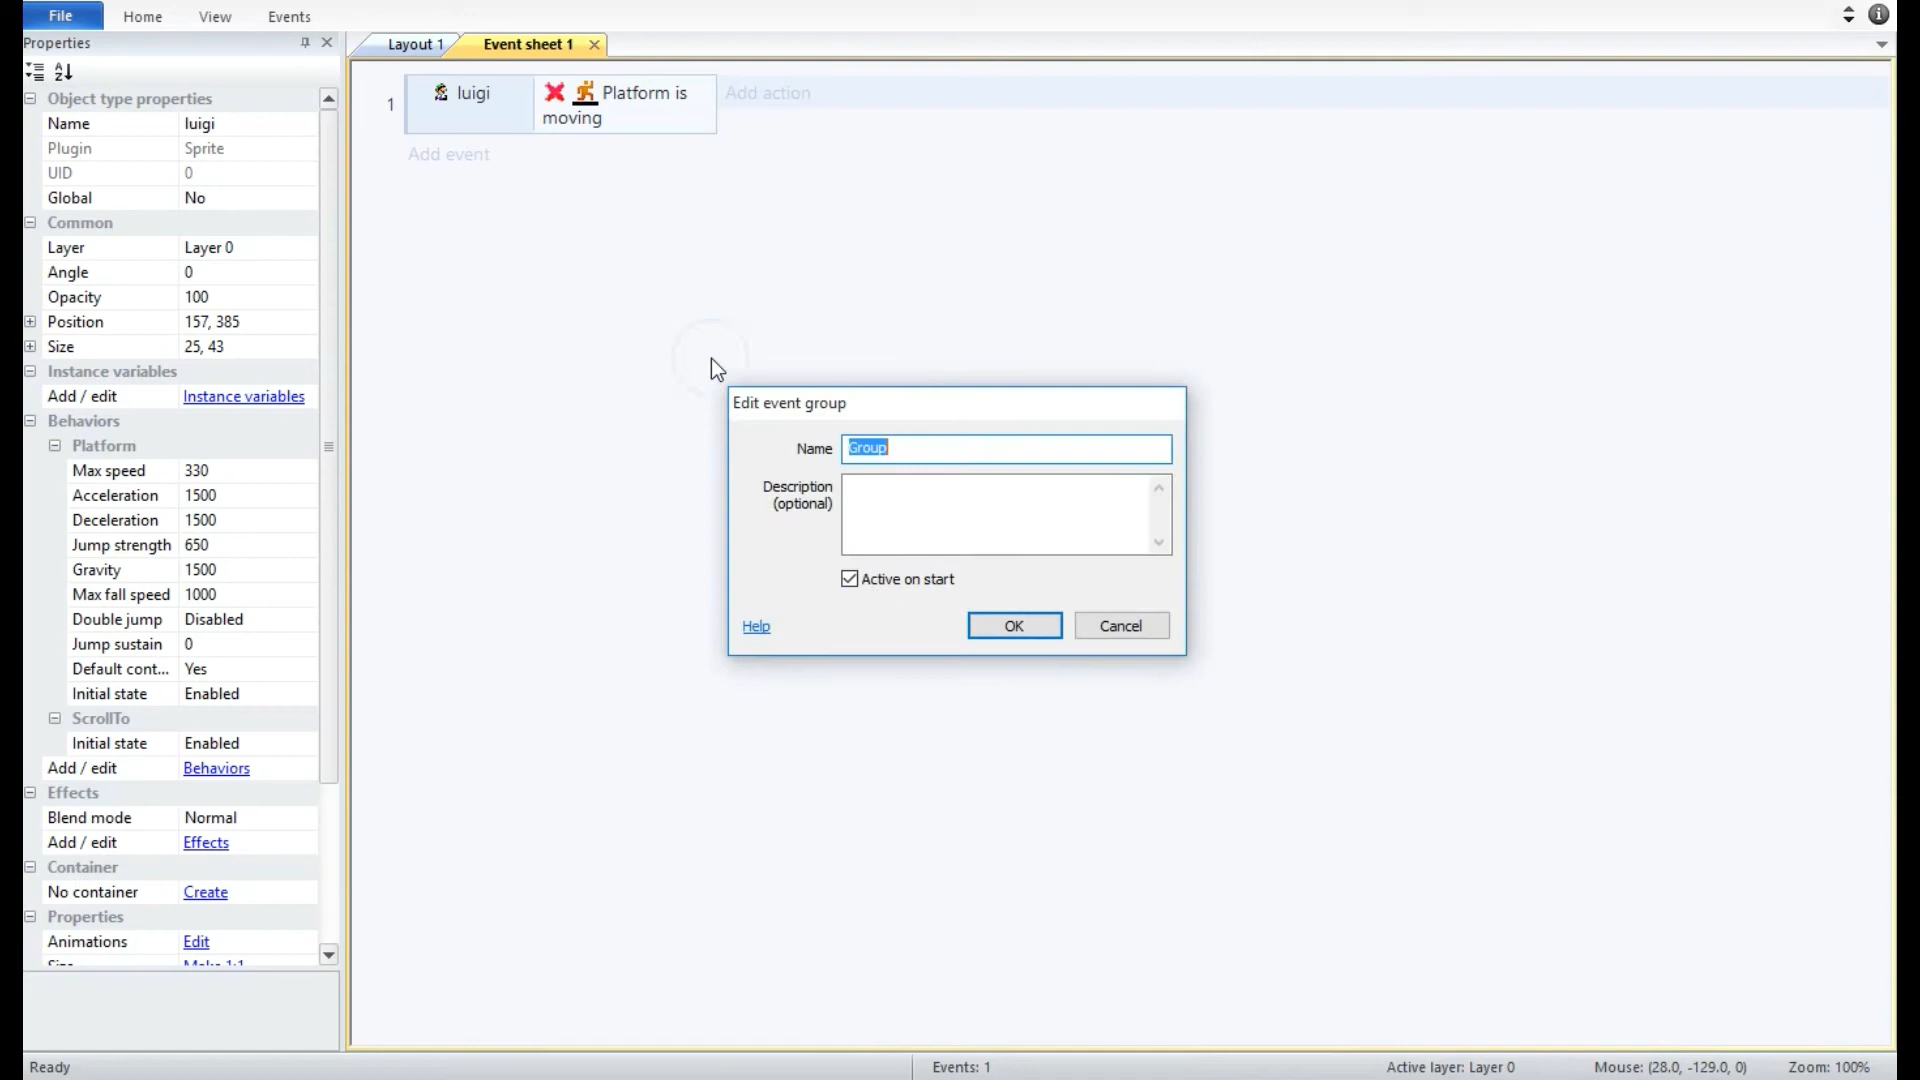 File Home View Events
Properties
Layout 1 Event sheet 1
Object type properties
Name luigi
Plugin Sprite
UID 0
Global No
Common
Layer Layer 0
Angle 0
Opacity 100
Position 157, 385
Size 25, 43
Instance variables
Add / edit Instance variables
Behaviors
Platform
Max speed 330
Acceleration 1500
Deceleration 1500
Jump strength 650
Gravity 1500
Max fall speed 1000
Double jump Disabled
Jump sustain 0
Default cont... Yes
Initial state Enabled
ScrollTo
Initial state Enabled
Add / edit Behaviors
Effects
Blend mode Normal
Add / edit Effects
Container
No container Create
Properties
Animations Edit
Size Make 1:1
1 luigi Platform is
moving
Add action
Add event
Edit event group
Name Group
Description
(optional)
Active on start
Help OK Cancel
Ready Events: 1 Active layer: Layer 0 Mouse: (28.0, -129.0, 0) Zoom: 100%